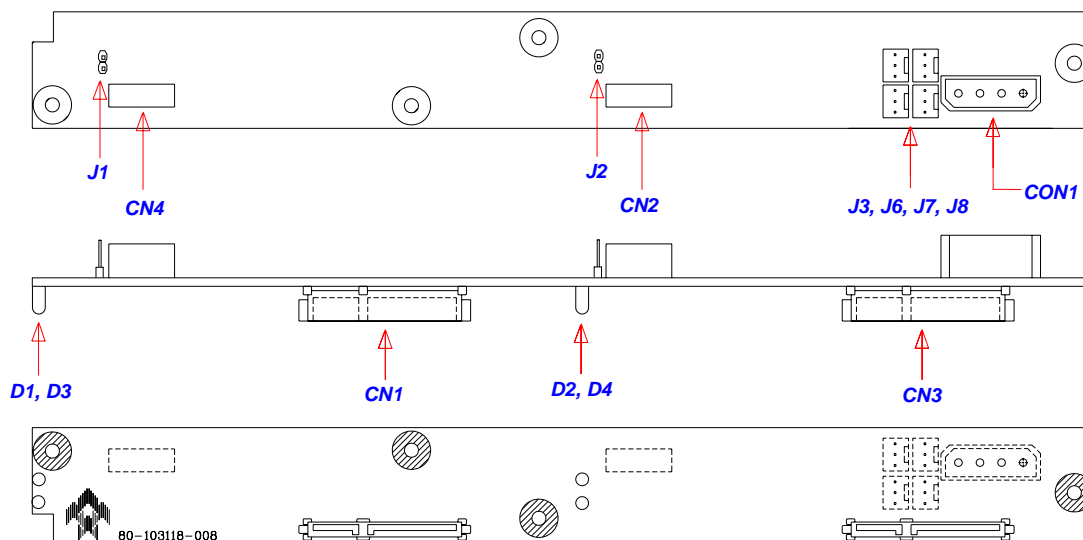 J1
J2
CN4
CN2
J3, J6, J7, J8
CON1
D1, D3
CN1
D2, D4
CN3
80-103118-008